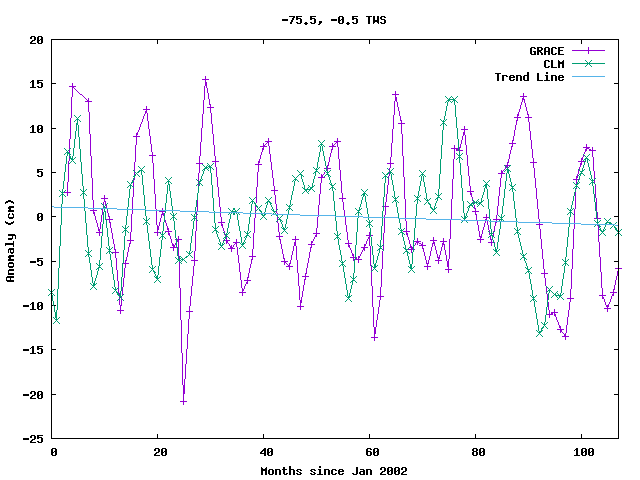 -75.5, -0.5 TWS
GRACE
CLM
Trend Line
20
15
10
5
0
-5
-10
-15
-20
-25
Anomaly (cm)
0 20 40 60 80 100
Months since Jan 2002